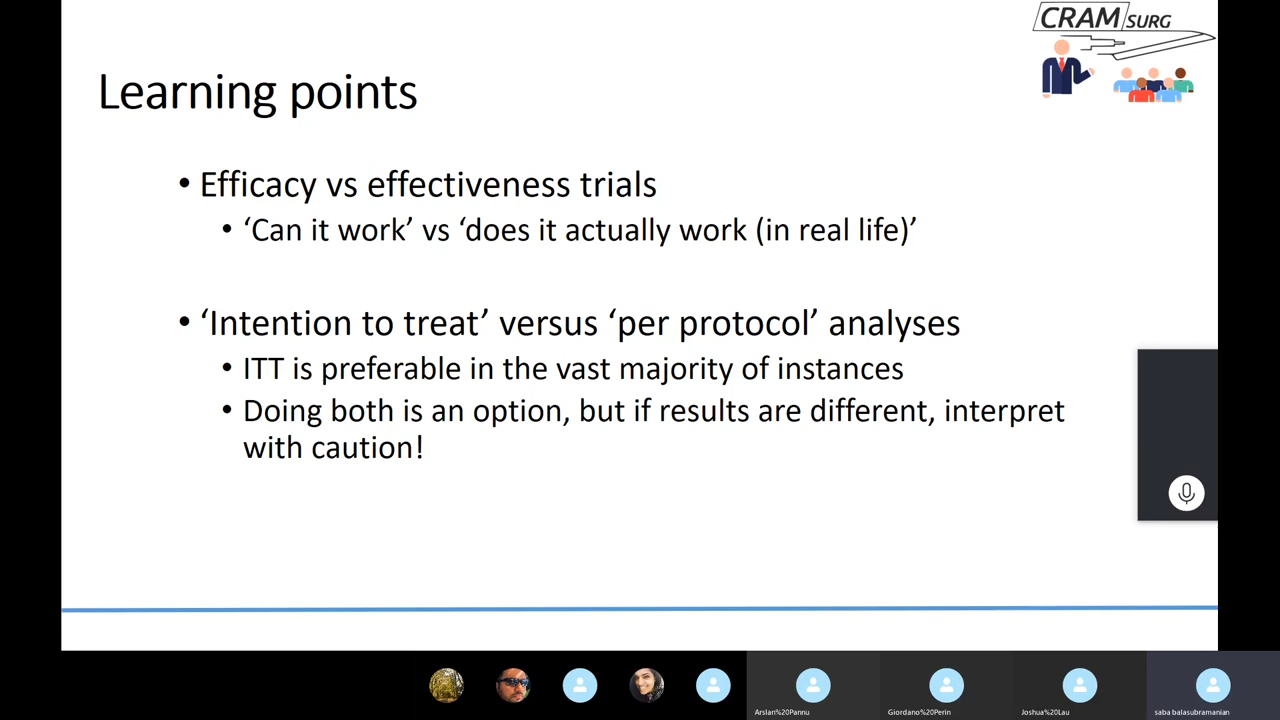 CRAM SURG
Learning points
• Efficacy vs effectiveness trials
• ‘Can it work’ vs ‘does it actually work (in real life)’
• ‘Intention to treat’ versus ‘per protocol’ analyses
• ITT is preferable in the vast majority of instances
• Doing both is an option, but if results are different, interpret
with caution!
Arslan%20Pannu
Giordano%20Perin
Joshua%20Lau
saba balasubramanian